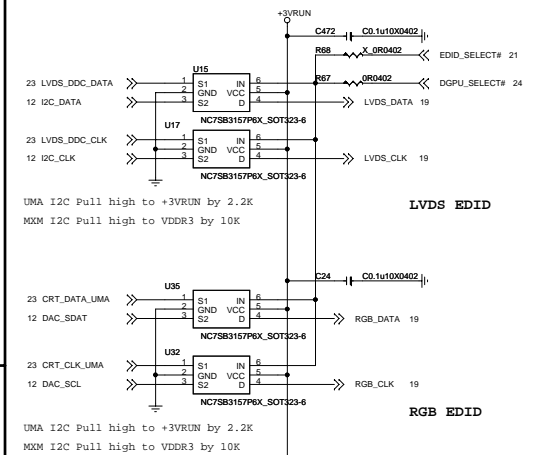 +3VRUN
C472 C0.1u10X0402
R68 X_0R0402 EDID_SELECT# 21
U15
23 LVDS_DDC_DATA 1 S1 IN 6 R67 0R0402 DGPU_SELECT# 24
2 GND VCC 5
12 I2C_DATA 3 S2 D 4 LVDS_DATA 19
NC7SB3157P6X_SOT323-6
U17
23 LVDS_DDC_CLK 1 S1 IN 6
2 GND VCC 5
12 I2C_CLK 3 S2 D 4 LVDS_CLK 19
NC7SB3157P6X_SOT323-6
UMA I2C Pull high to +3VRUN by 2.2K
LVDS EDID
MXM I2C Pull high to VDDR3 by 10K
C24 C0.1u10X0402
U35
23 CRT_DATA_UMA 1 S1 IN 6
2 GND VCC 5
12 DAC_SDAT 3 S2 D 4 RGB_DATA 19
NC7SB3157P6X_SOT323-6
U32
23 CRT_CLK_UMA 1 S1 IN 6
2 GND VCC 5
12 DAC_SCL 3 S2 D 4 RGB_CLK 19
NC7SB3157P6X_SOT323-6
RGB EDID
UMA I2C Pull high to +3VRUN by 2.2K
MXM I2C Pull high to VDDR3 by 10K